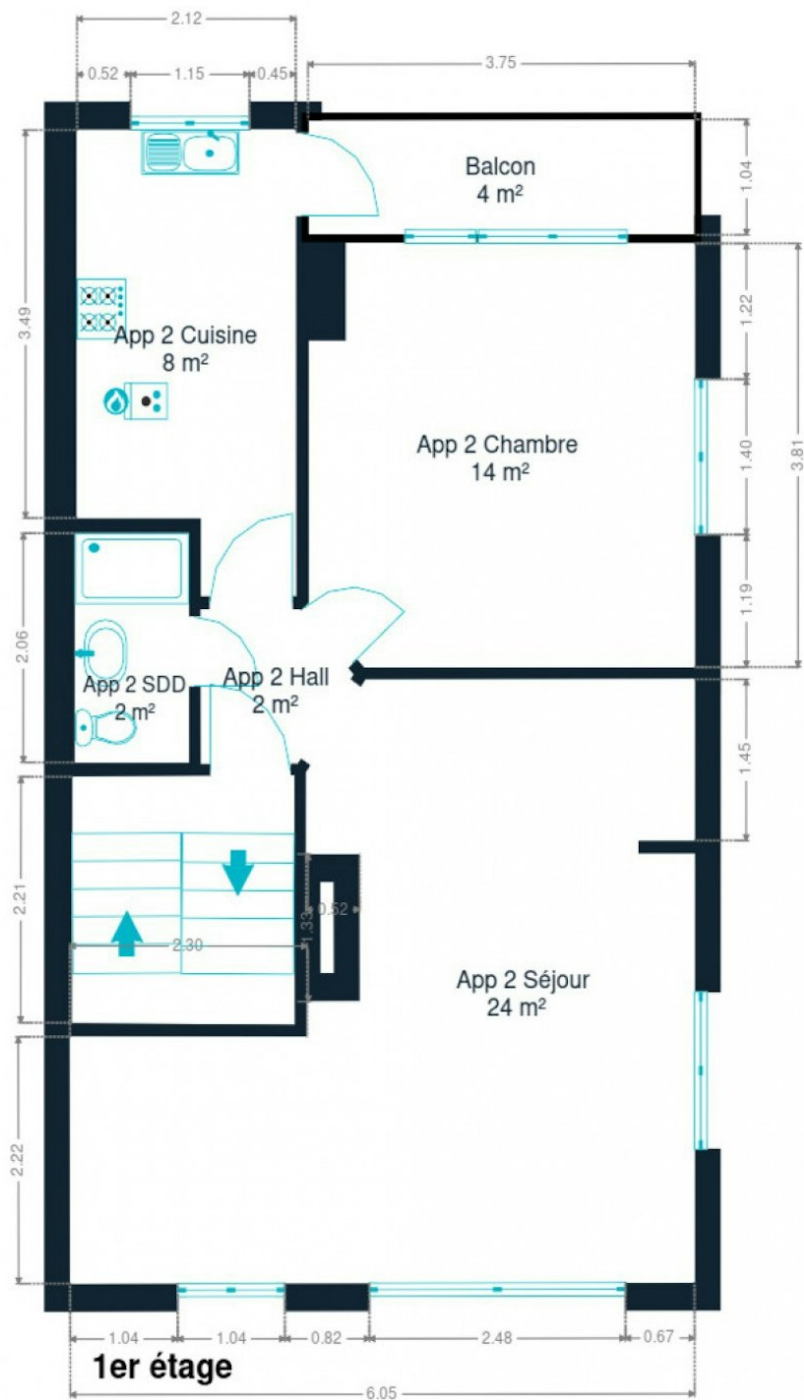 2.12
0.52
1.15
0.45
3.75
Balcon
4 m²
1.04
3.49
1.22
App 2 Cuisine
8 m²
App 2 Chambre
14 m²
1.40
3.81
1.19
2.06
App 2 SDD
2 m²
App 2 Hall
2 m²
1.45
2.21
1.33
0.52
2.30
App 2 Séjour
24 m²
2.22
1.04
1.04
0.82
2.48
0.67
1er étage
6.05